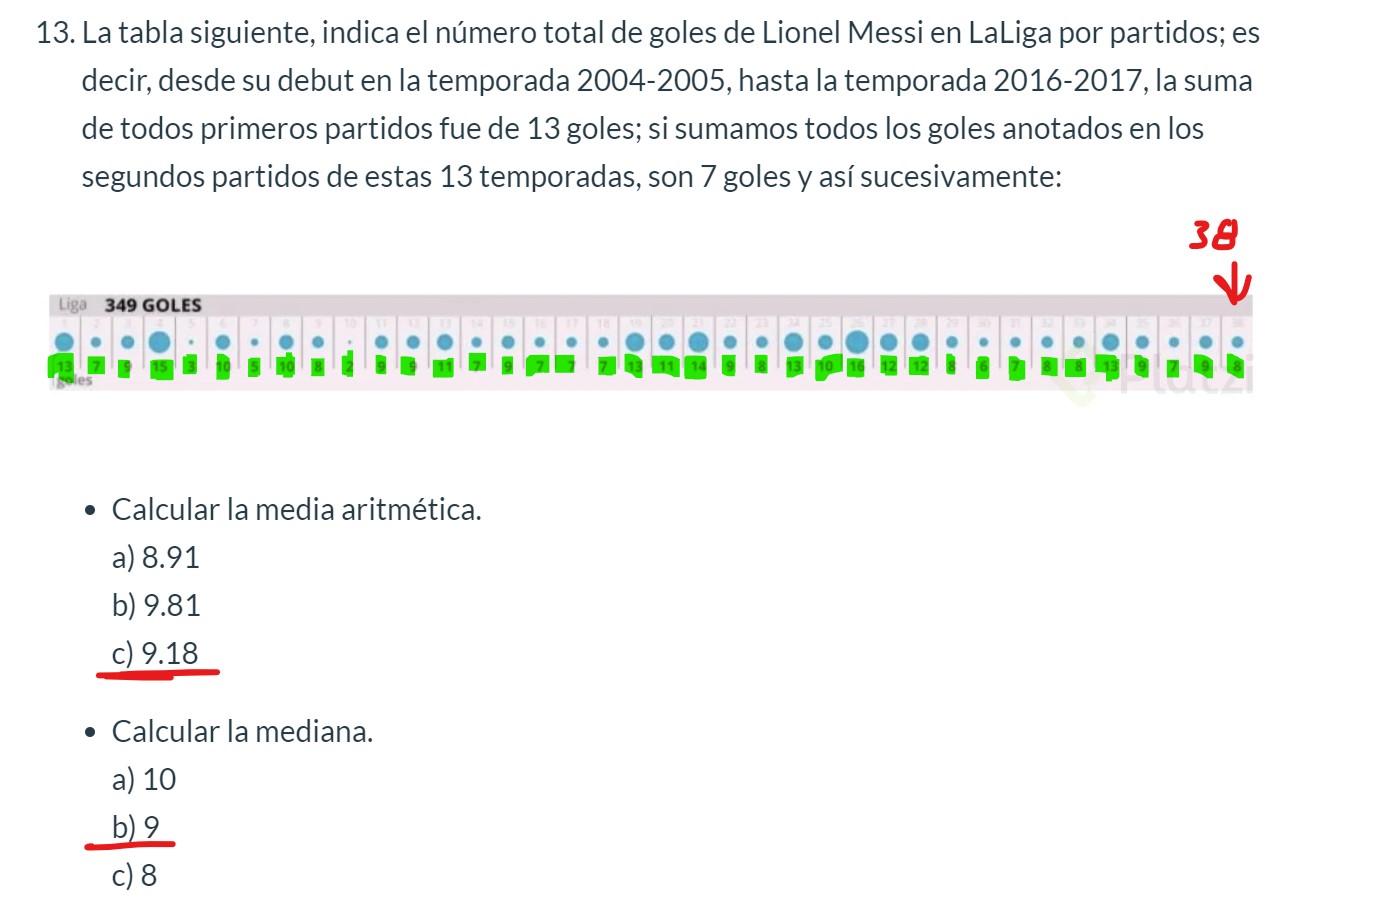 13. La tabla siguiente, indica el número total de goles de Lionel Messi en LaLiga por partidos; es
decir, desde su debut en la temporada 2004-2005, hasta la temporada 2016-2017, la suma
de todos primeros partidos fue de 13 goles; si sumamos todos los goles anotados en los
segundos partidos de estas 13 temporadas, son 7 goles y así sucesivamente:
38
Liga 349 GOLES
1 2 3 4 5 6 7 8 9 10 11 12 13 14 15 16 17 18 19 20 21 22 23 24 25 26 27 28 29 30 31 32 33 34 35 36 37 38
13 7 9 15 3 10 5 10 8 2 9 9 11 7 9 7 7 7 13 11 14 9 8 13 10 16 12 12 8 6 7 8 8 13 9 7 9 8
goles
Platzi
• Calcular la media aritmética.
a) 8.91
b) 9.81
c) 9.18
• Calcular la mediana.
a) 10
b) 9
c) 8